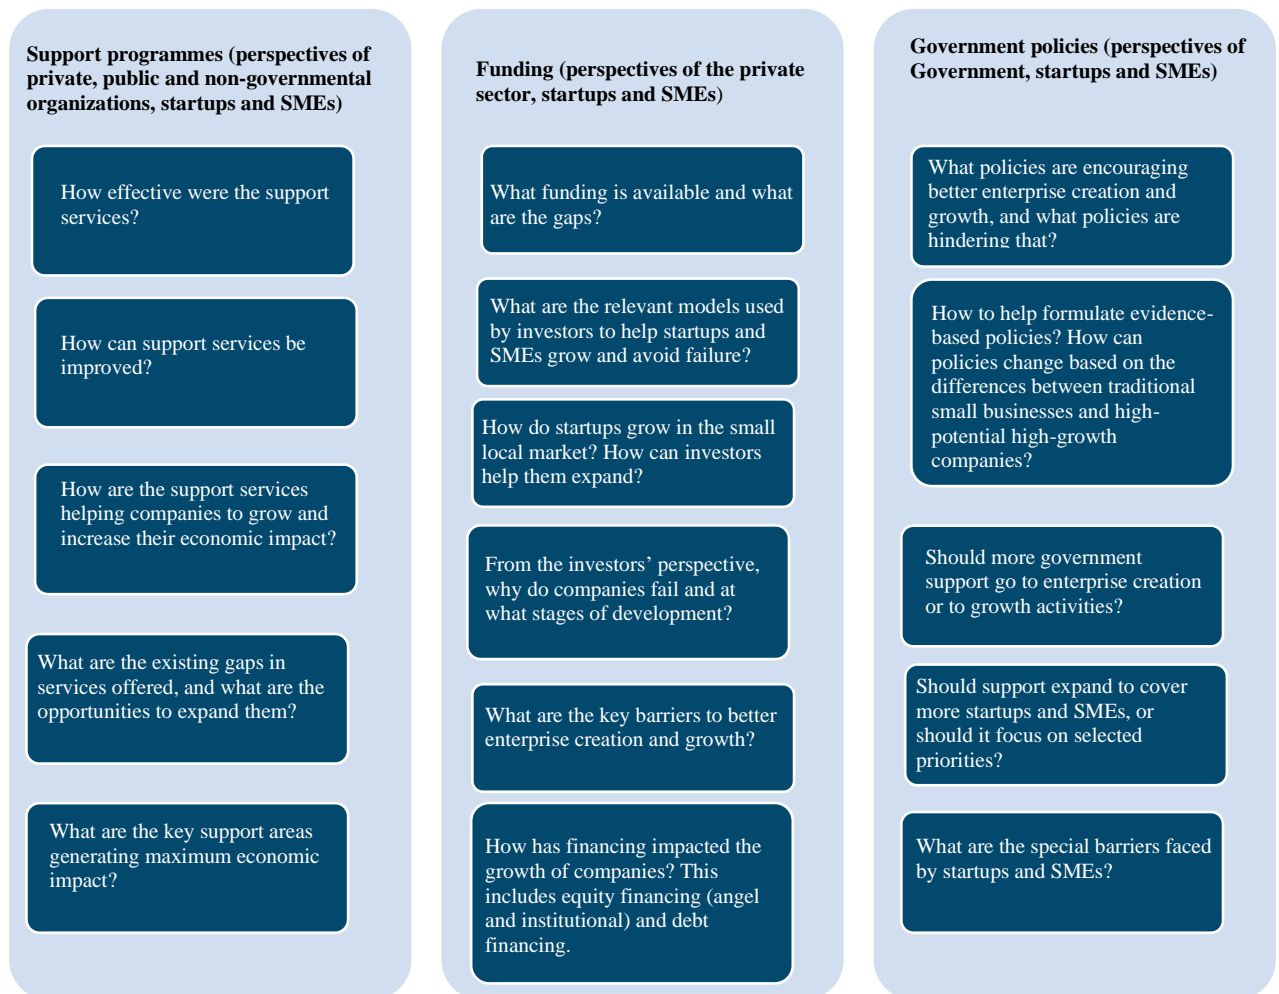 Support programmes (perspectives of
private, public and non-governmental
organizations, startups and SMEs)
How effective were the support
services?
How can support services be
improved?
How are the support services
helping companies to grow and
increase their economic impact?
What are the existing gaps in
services offered, and what are the
opportunities to expand them?
What are the key support areas
generating maximum economic
impact?
Funding (perspectives of the private
sector, startups and SMEs)
What funding is available and what
are the gaps?
What are the relevant models used
by investors to help startups and
SMEs grow and avoid failure?
How do startups grow in the small
local market? How can investors
help them expand?
From the investors’ perspective,
why do companies fail and at
what stages of development?
What are the key barriers to better
enterprise creation and growth?
How has financing impacted the
growth of companies? This
includes equity financing (angel
and institutional) and debt
financing.
Government policies (perspectives of
Government, startups and SMEs)
What policies are encouraging
better enterprise creation and
growth, and what policies are
hindering that?
How to help formulate evidence-
based policies? How can
policies change based on the
differences between traditional
small businesses and high-
potential high-growth
companies?
Should more government
support go to enterprise creation
or to growth activities?
Should support expand to cover
more startups and SMEs, or
should it focus on selected
priorities?
What are the special barriers faced
by startups and SMEs?